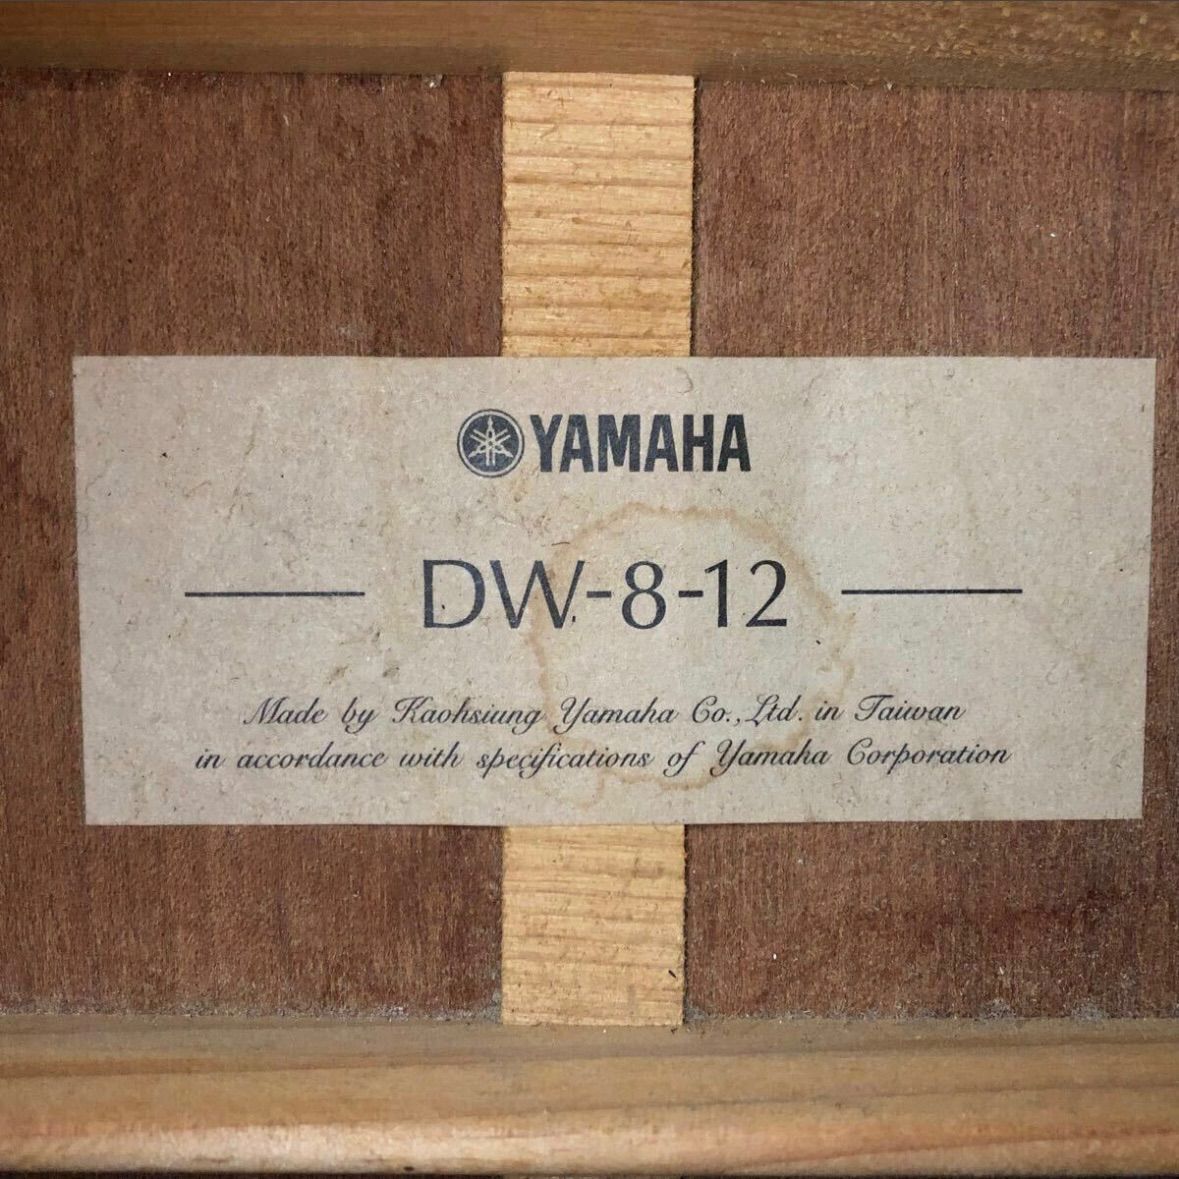 YAMAHA
DW-8-12
Made by Kaohsiung Yamaha Co., Ltd. in Taiwan
in accordance with specifications of Yamaha Corporation